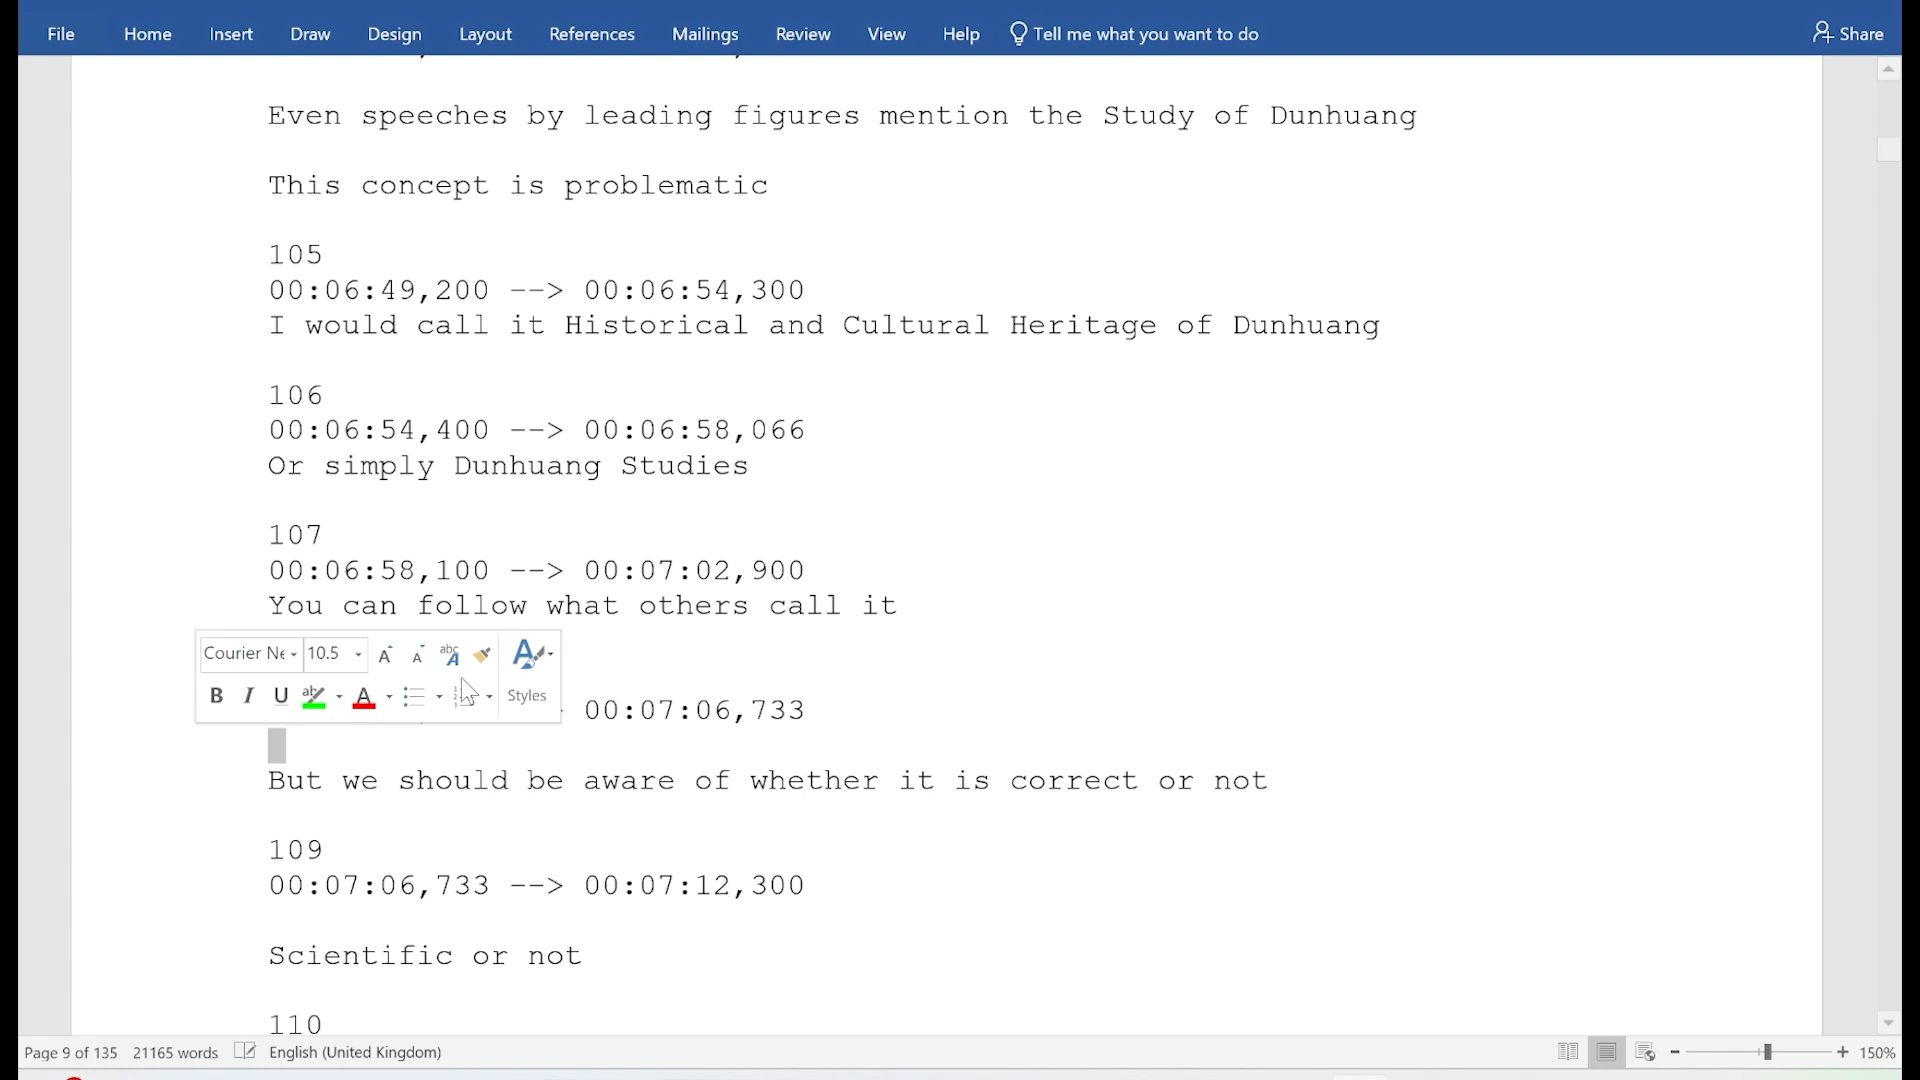 File Home Insert Draw Design Layout References Mailings Review View Help Tell me what you want to do Share
Even speeches by leading figures mention the Study of Dunhuang
This concept is problematic
105
00:06:49,200 --> 00:06:54,300
I would call it Historical and Cultural Heritage of Dunhuang
106
00:06:54,400 --> 00:06:58,066
Or simply Dunhuang Studies
107
00:06:58,100 --> 00:07:02,900
You can follow what others call it
Courier Ne 10.5
Styles
00:07:06,733
But we should be aware of whether it is correct or not
109
00:07:06,733 --> 00:07:12,300
Scientific or not
110
Page 9 of 135 21165 words English (United Kingdom) 150%